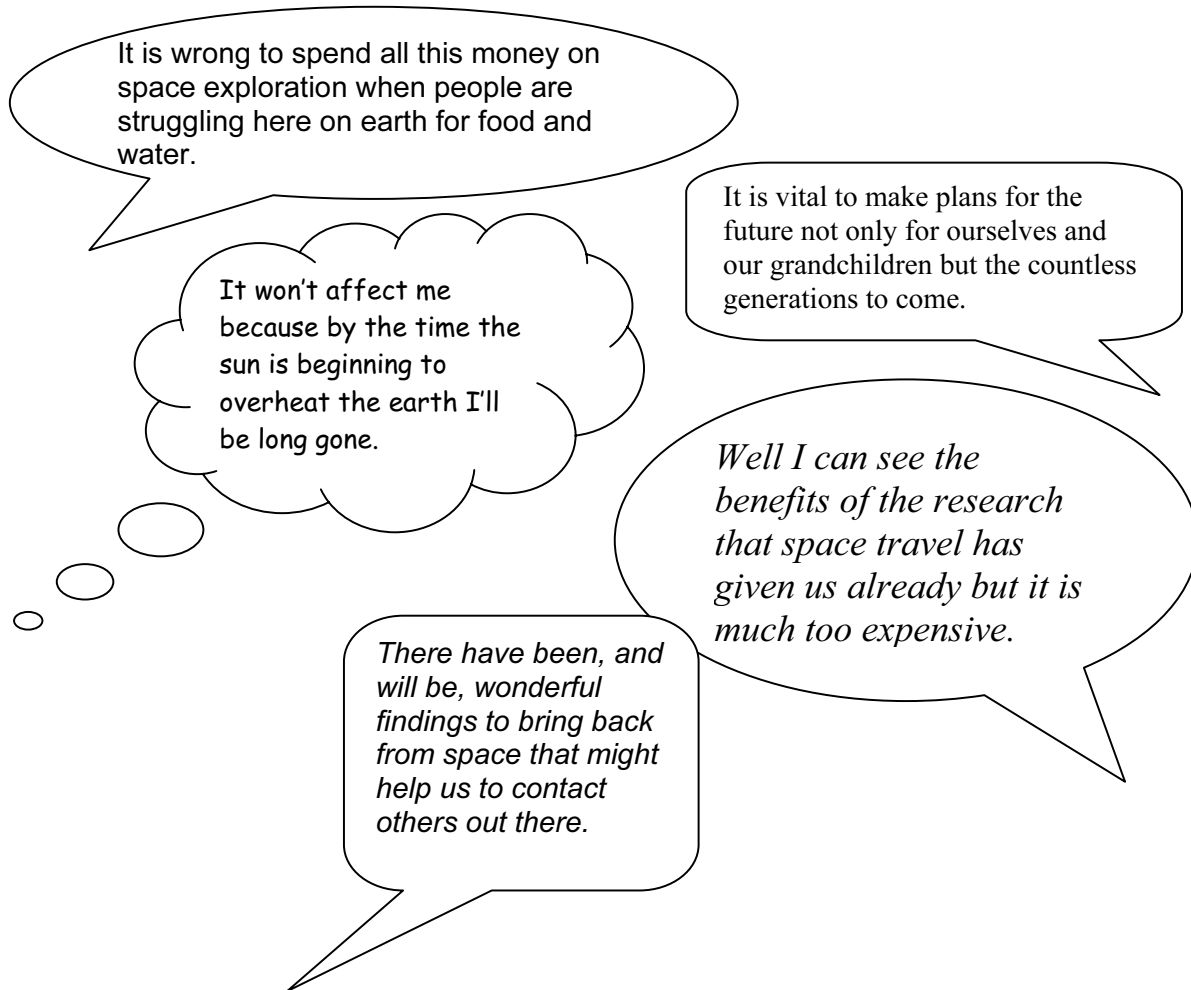 It is wrong to spend all this money on
space exploration when people are
struggling here on earth for food and
water.
It is vital to make plans for the
future not only for ourselves and
our grandchildren but the countless
generations to come.
It won't affect me
because by the time the
sun is beginning to
overheat the earth I'll
be long gone.
Well I can see the
benefits of the research
that space travel has
given us already but it is
much too expensive.
There have been, and
will be, wonderful
findings to bring back
from space that might
help us to contact
others out there.